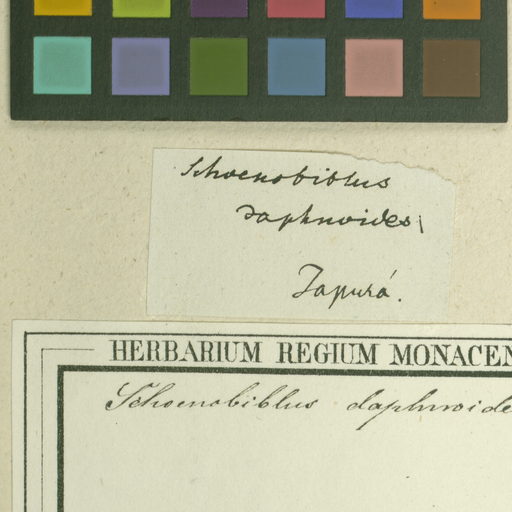 Schoenobiblus
daphnoides
Japurá.
HERBARIUM REGIUM MONACEN
Schoenobiblus daphnoide